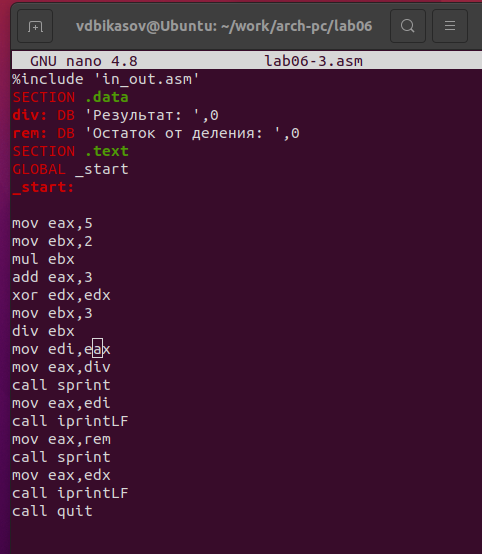 vdbikasov@Ubuntu: ~/work/arch-pc/lab06
GNU nano 4.8 lab06-3.asm
%include 'in_out.asm'
SECTION .data
div: DB 'Результат: ',0
rem: DB 'Остаток от деления: ',0
SECTION .text
GLOBAL _start
_start:
mov eax,5
mov ebx,2
mul ebx
add eax,3
xor edx,edx
mov ebx,3
div ebx
mov edi,eax
mov eax,div
call sprint
mov eax,edi
call iprintLF
mov eax,rem
call sprint
mov eax,edx
call iprintLF
call quit